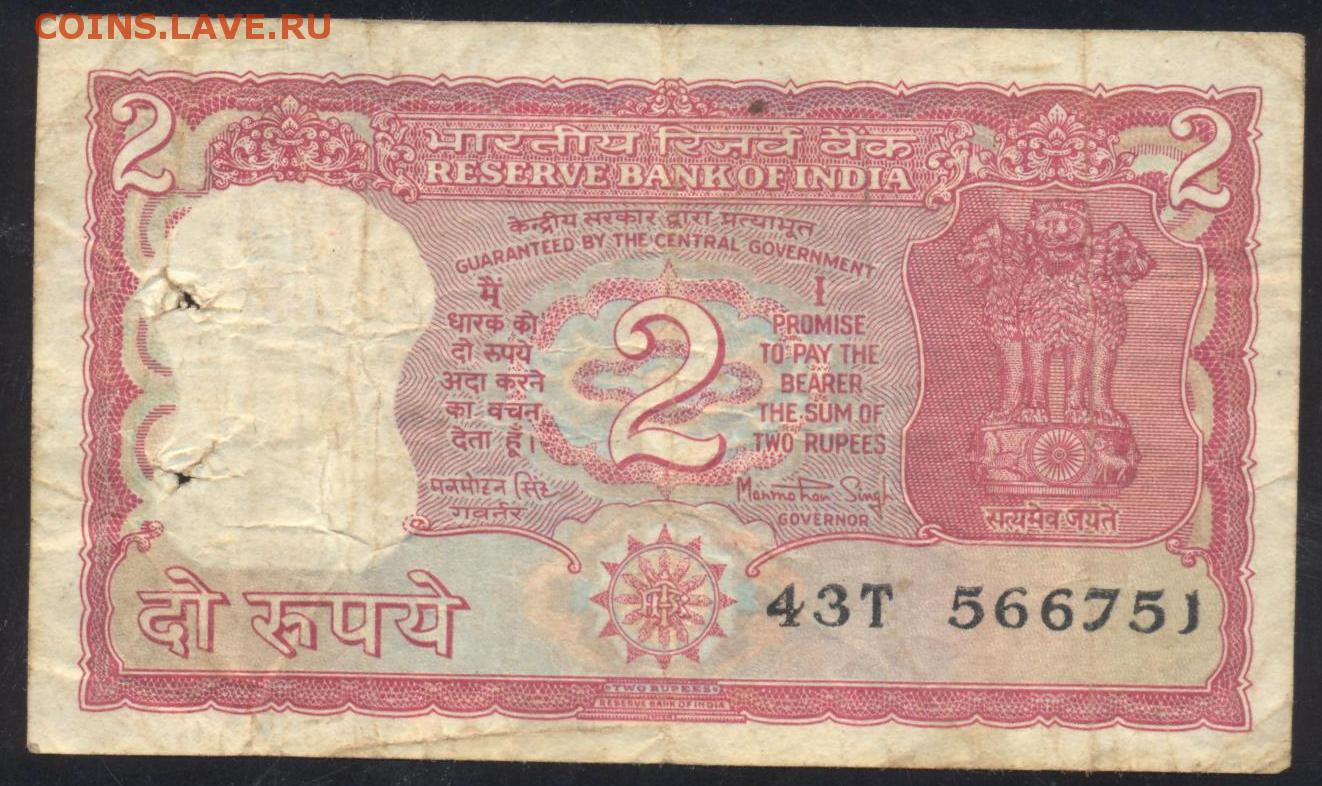 COINS.LAVE.RU
2
2
भारतीय रिज़र्व बैंक
RESERVE BANK OF INDIA
केन्द्रीय सरकार द्वारा प्रत्याभूत
GUARANTEED BY THE CENTRAL GOVERNMENT
मैं
धारक को
दो रुपये
अदा करने
का वचन
देता हूँ।
2
I
PROMISE
TO PAY THE
BEARER
THE SUM OF
TWO RUPEES
मनमोहन सिंह
गवर्नर
Manmohan Singh
GOVERNOR
सत्यमेव जयते
दो रुपये
43T 566751
TWO RUPEES
RESERVE BANK OF INDIA